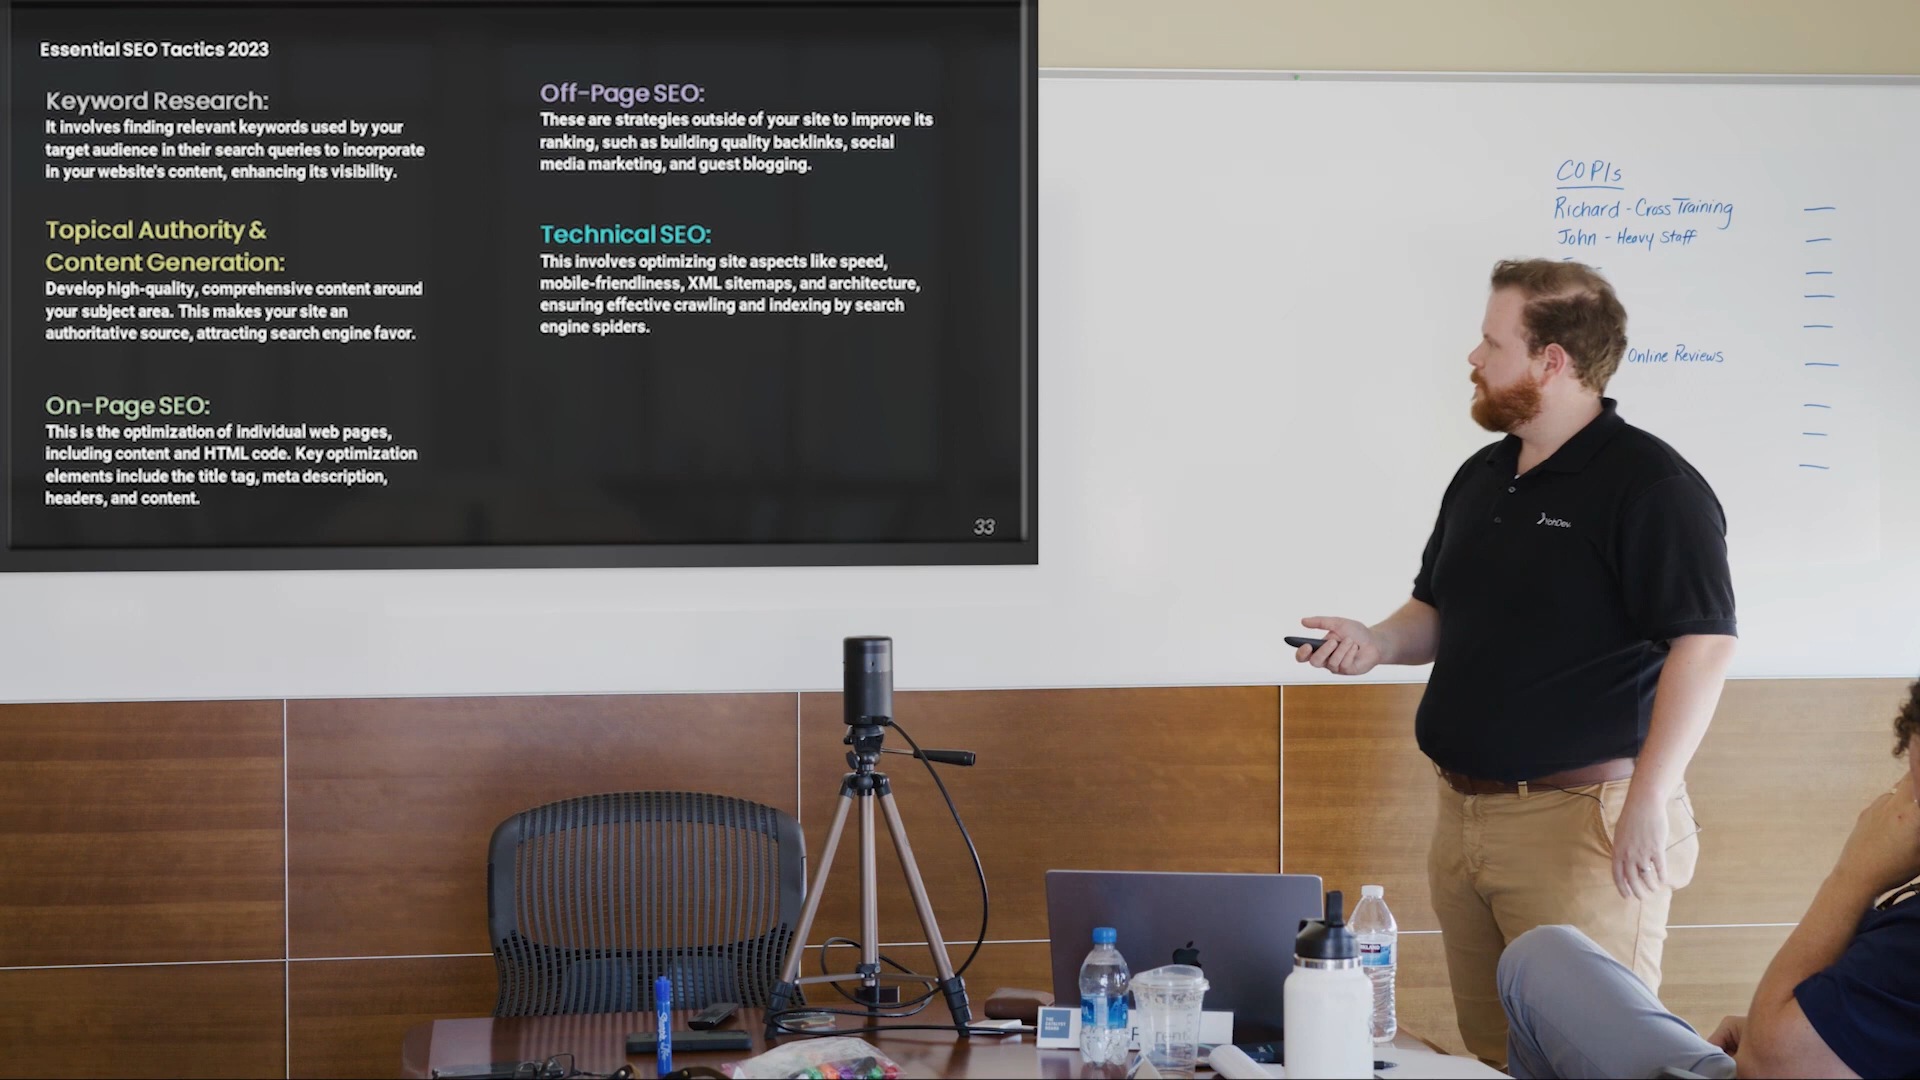 Essential SEO Tactics 2023
Keyword Research:
It involves finding relevant keywords used by your
target audience in their search queries to incorporate
in your website's content, enhancing its visibility.
Topical Authority &
Content Generation:
Develop high-quality, comprehensive content around
your subject area. This makes your site an
authoritative source, attracting search engine favor.
On-Page SEO:
This is the optimization of individual web pages,
including content and HTML code. Key optimization
elements include the title tag, meta description,
headers, and content.
Off-Page SEO:
These are strategies outside of your site to improve its
ranking, such as building quality backlinks, social
media marketing, and guest blogging.
Technical SEO:
This involves optimizing site aspects like speed,
mobile-friendliness, XML sitemaps, and architecture,
ensuring effective crawling and indexing by search
engine spiders.
33
COPIs
Richard - Cross Training
John - Heavy Staff
Online Reviews
Sharpie